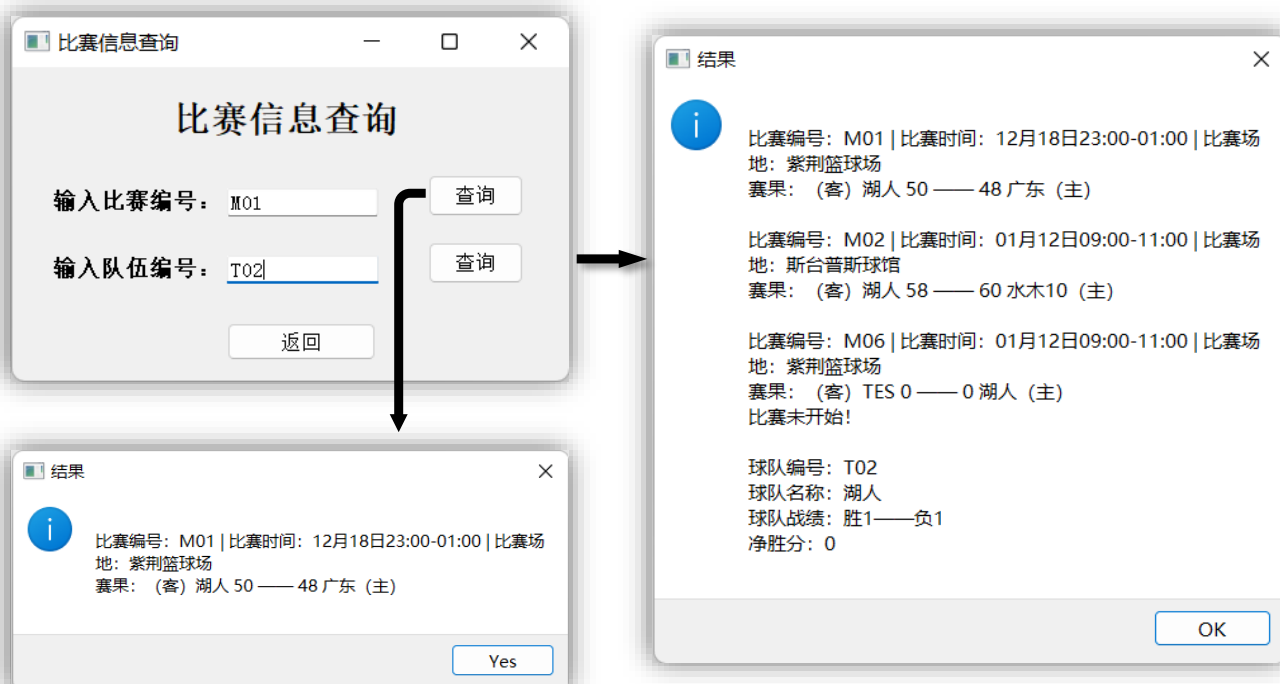 比赛信息查询
比赛信息查询
输入比赛编号： M01 查询
输入队伍编号： T02 查询
返回
结果
比赛编号：M01 | 比赛时间：12月18日23:00-01:00 | 比赛场
地：紫荆篮球场
赛果：（客）湖人 50 —— 48 广东（主）
Yes
结果
比赛编号：M01 | 比赛时间：12月18日23:00-01:00 | 比赛场
地：紫荆篮球场
赛果：（客）湖人 50 —— 48 广东（主）
比赛编号：M02 | 比赛时间：01月12日09:00-11:00 | 比赛场
地：斯台普斯球馆
赛果：（客）湖人 58 —— 60 水木10（主）
比赛编号：M06 | 比赛时间：01月12日09:00-11:00 | 比赛场
地：紫荆篮球场
赛果：（客）TES 0 —— 0 湖人（主）
比赛未开始！
球队编号：T02
球队名称：湖人
球队战绩：胜1——负1
净胜分：0
OK